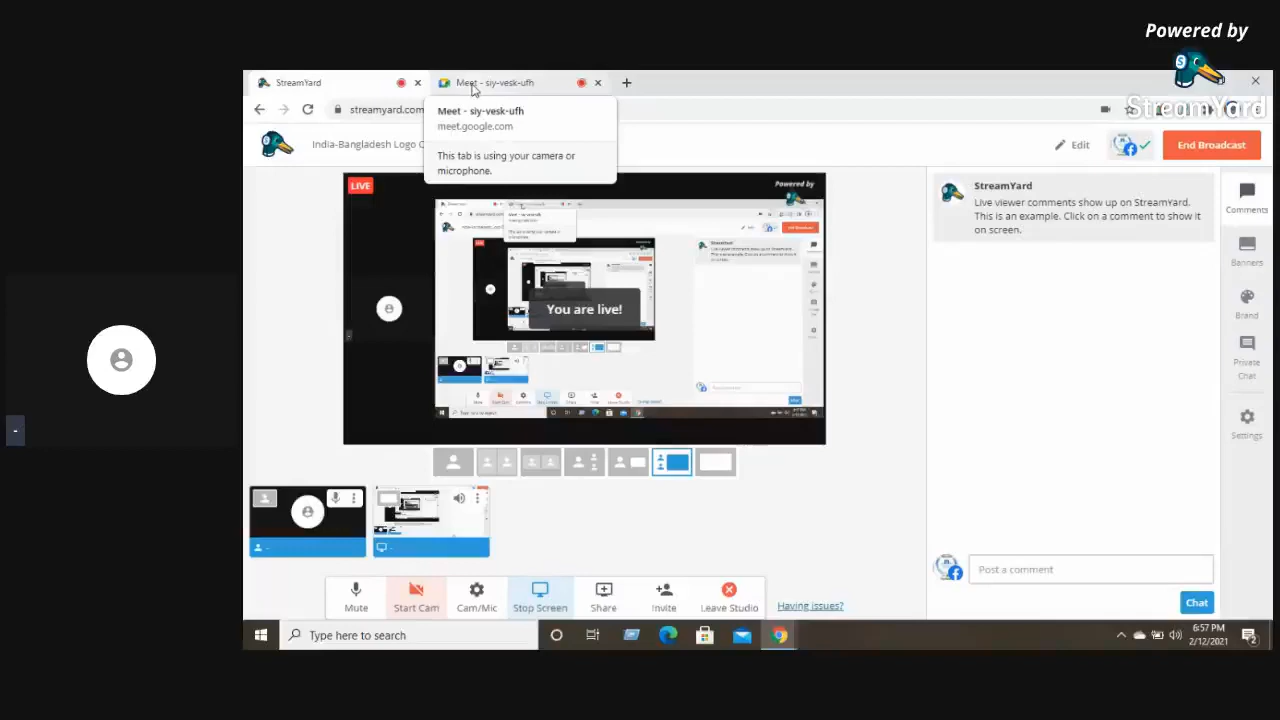 Powered by
StreamYard
StreamYard
Meet - siy-vesk-ufh
streamyard.com
Meet - siy-vesk-ufh
meet.google.com
This tab is using your camera or
microphone.
India-Bangladesh Logo
Edit
End Broadcast
LIVE
Powered by
You are live!
StreamYard
Live viewer comments show up on StreamYard.
This is an example. Click on a comment to show it
on screen.
Comments
Banners
Brand
Private
Chat
Settings
-
-
-
Mute
Start Cam
Cam/Mic
Stop Screen
Share
Invite
Leave Studio
Having issues?
Post a comment
Chat
Type here to search
6:57 PM
2/12/2021
2